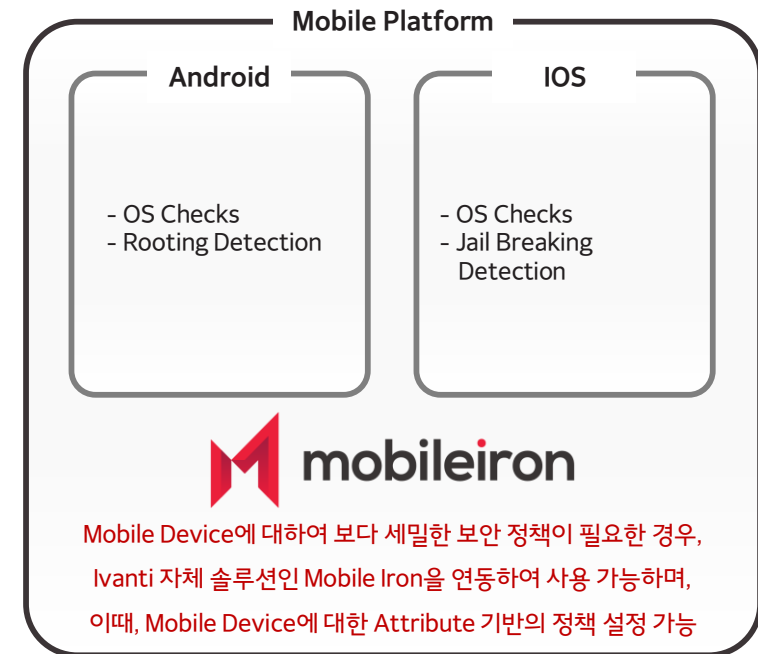 Mobile Platform
Android
- OS Checks
- Rooting Detection
IOS
- OS Checks
- Jail Breaking
Detection
mobileiron
Mobile Device에 대하여 보다 세밀한 보안 정책이 필요한 경우,
Ivanti 자체 솔루션인 Mobile Iron을 연동하여 사용 가능하며,
이때, Mobile Device에 대한 Attribute 기반의 정책 설정 가능